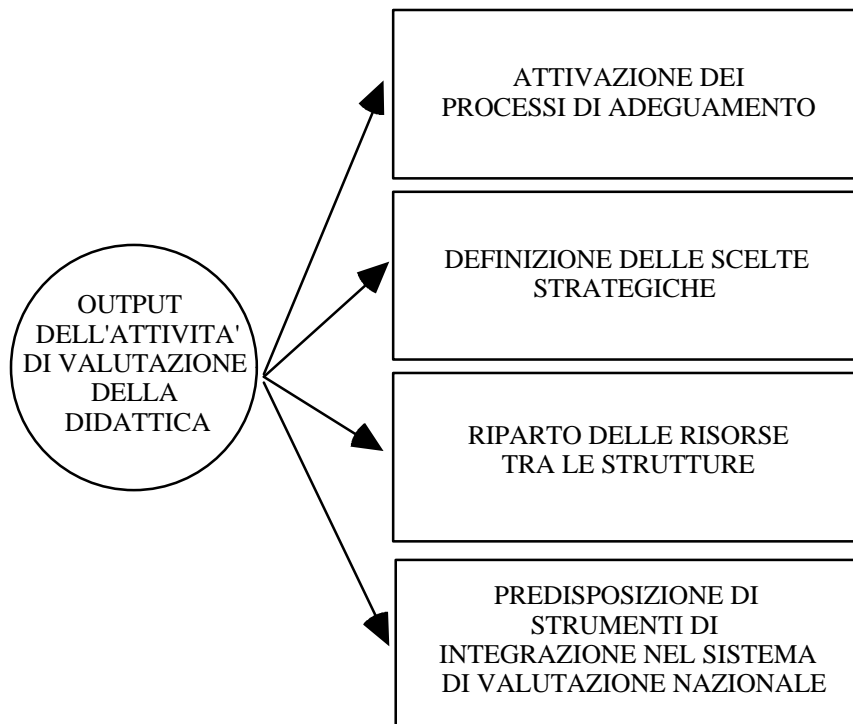 OUTPUT
DELL'ATTIVITA'
DI VALUTAZIONE
DELLA
DIDATTICA
ATTIVAZIONE DEI
PROCESSI DI ADEGUAMENTO
DEFINIZIONE DELLE SCELTE
STRATEGICHE
RIPARTO DELLE RISORSE
TRA LE STRUTTURE
PREDISPOSIZIONE DI
STRUMENTI DI
INTEGRAZIONE NEL SISTEMA
DI VALUTAZIONE NAZIONALE